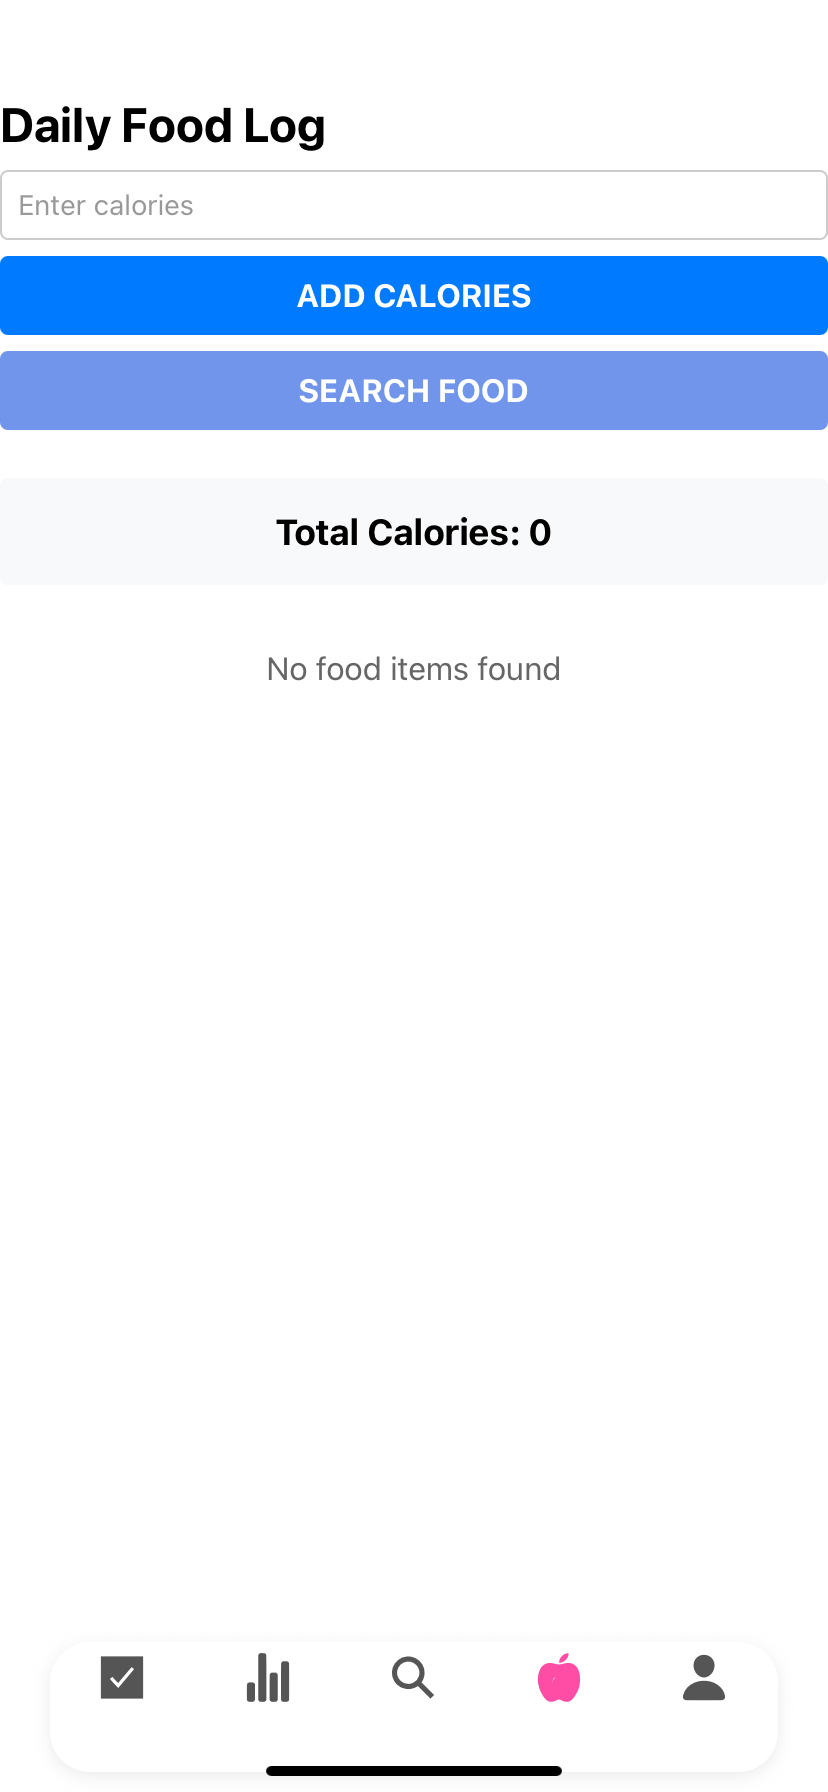 Daily Food Log
Enter calories
ADD CALORIES
SEARCH FOOD
Total Calories: 0
No food items found